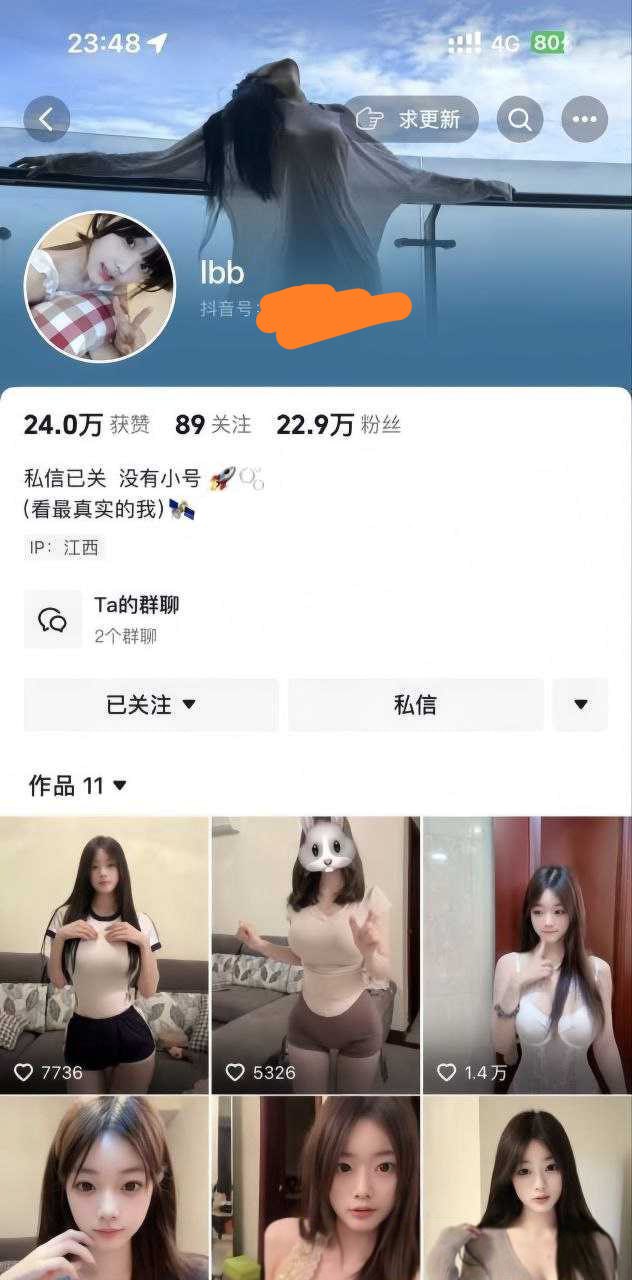 23:48
4G 80
求更新
lbb
抖音号:
24.0万 获赞 89 关注 22.9万 粉丝
私信已关 没有小号
(看最真实的我)
IP: 江西
Ta的群聊
2个群聊
已关注 私信
作品 11
7736 5326 1.4万